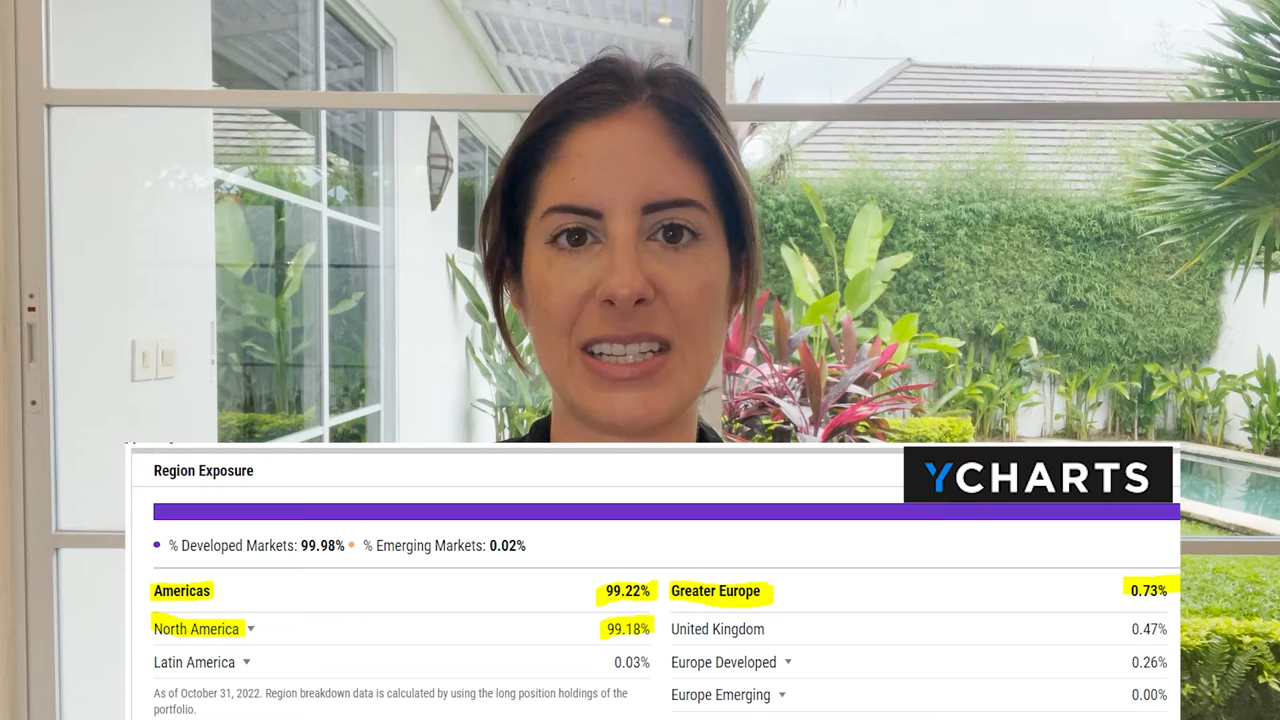 Region Exposure
YCHARTS
% Developed Markets: 99.98% % Emerging Markets: 0.02%
Americas 99.22%
North America 99.18%
Latin America 0.03%
As of October 31, 2022. Region breakdown data is calculated by using the long position holdings of the
portfolio.
Greater Europe 0.73%
United Kingdom 0.47%
Europe Developed 0.26%
Europe Emerging 0.00%